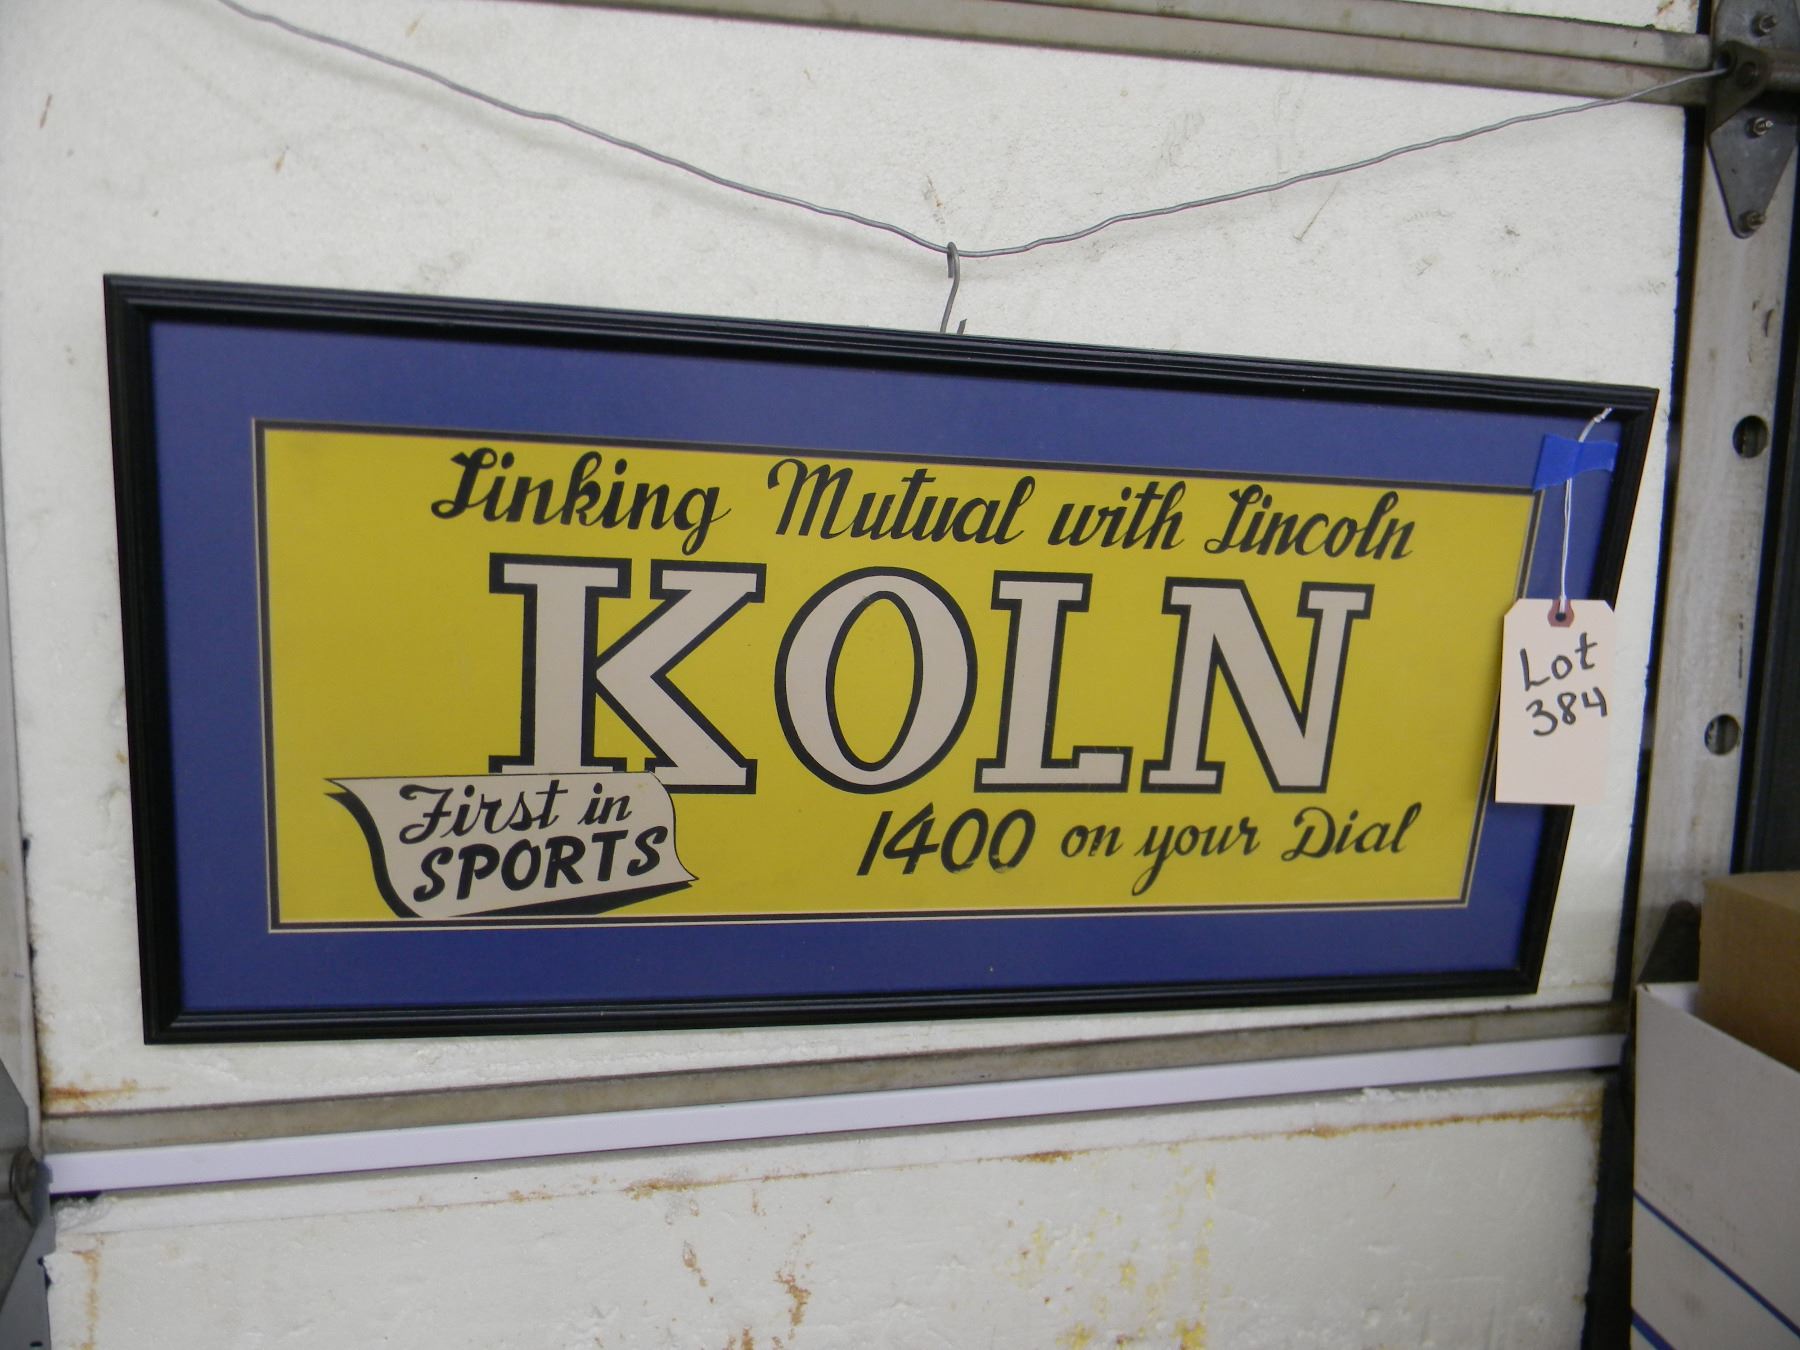 Linking Mutual with Lincoln
KOLN
First in
SPORTS
1400 on your Dial
Lot
384